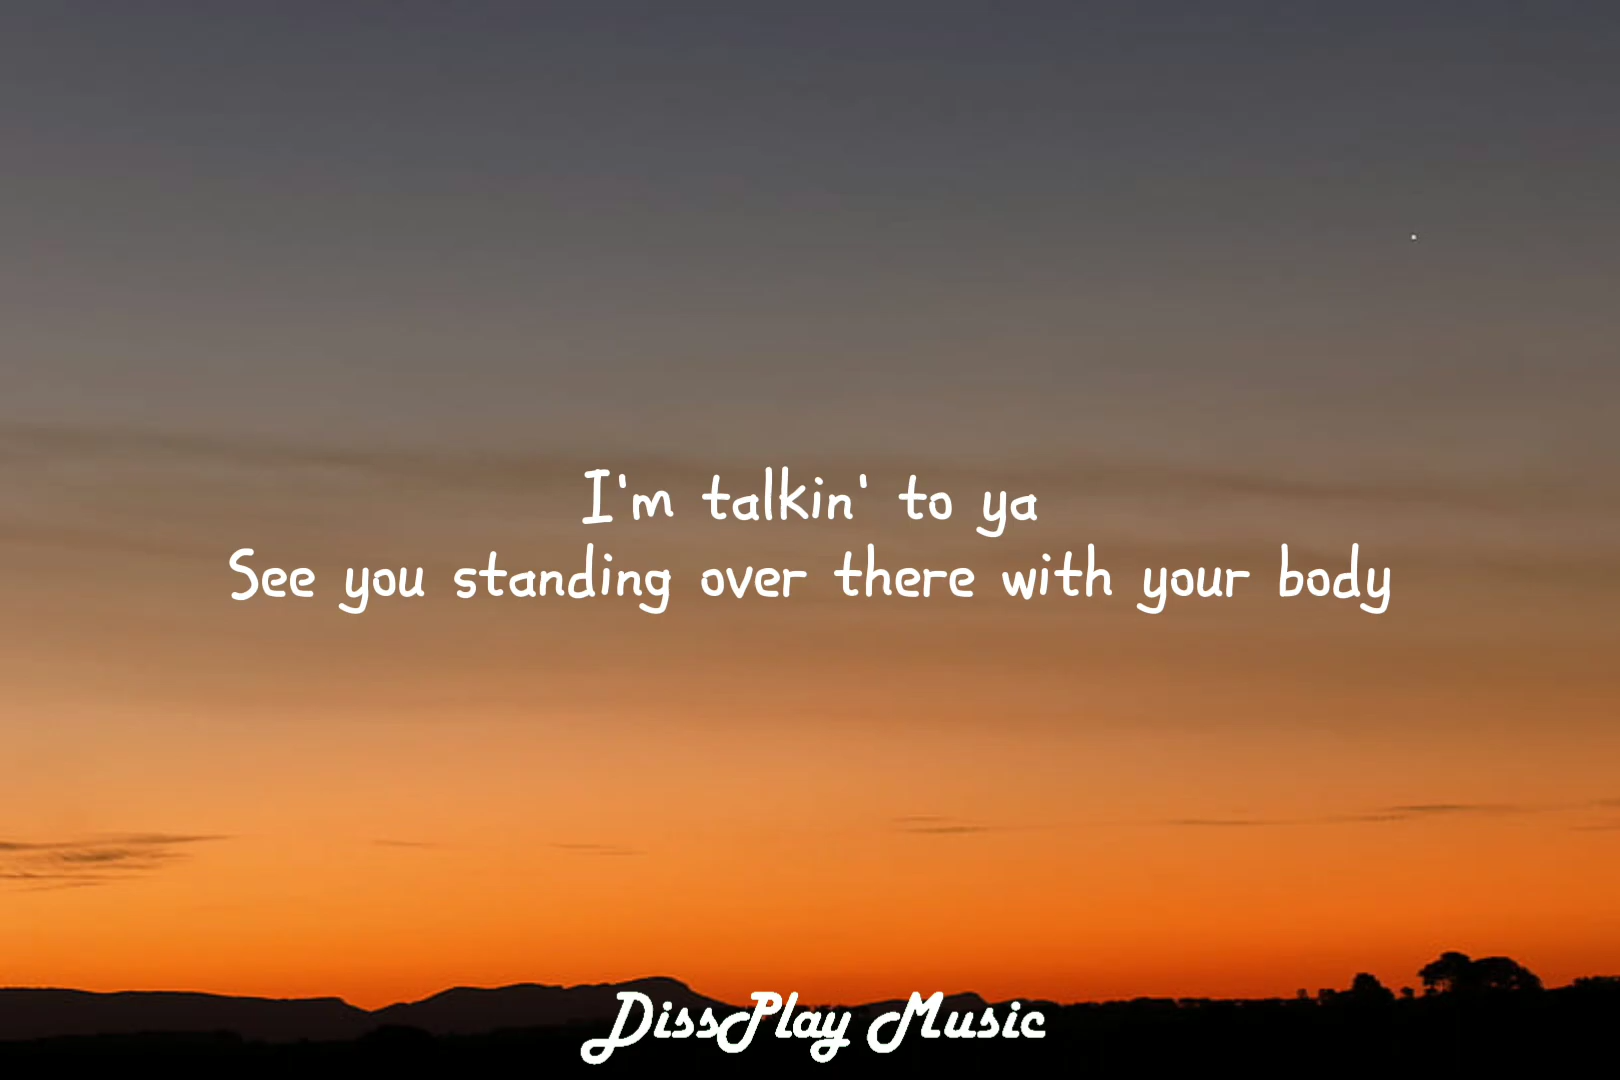 I'm talkin' to ya
See you standing over there with your body
DissPlay Music